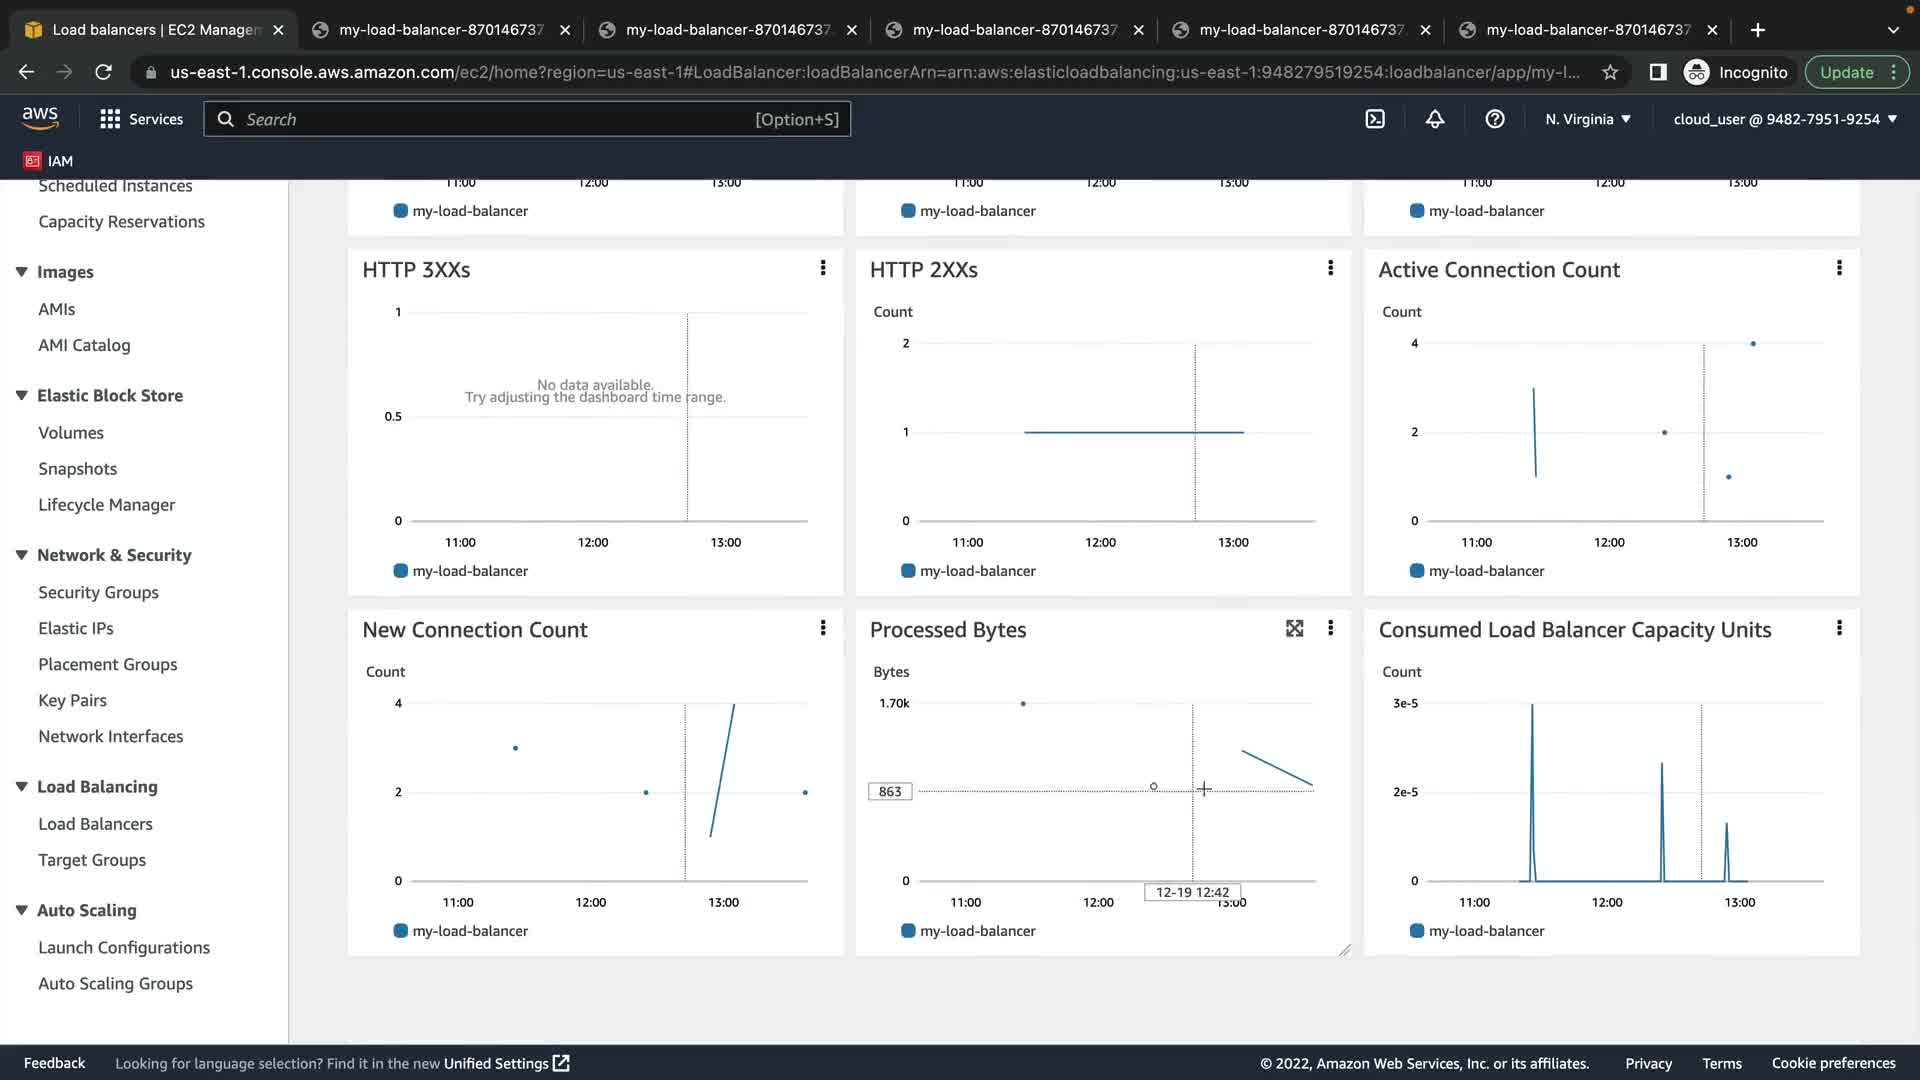 Load balancers | EC2 Managem
my-load-balancer-870146737
my-load-balancer-870146737.
my-load-balancer-870146737.
my-load-balancer-870146737.
my-load-balancer-870146737
us-east-1.console.aws.amazon.com/ec2/home?region=us-east-1#LoadBalancer:loadBalancerArn=arn:aws:elasticloadbalancing:us-east-1:948279519254:loadbalancer/app/my-l...
Incognito
Update
aws
Services
Search
[Option+S]
N. Virginia
cloud_user @ 9482-7951-9254
IAM
Scheduled Instances
Capacity Reservations
Images
AMIs
AMI Catalog
Elastic Block Store
Volumes
Snapshots
Lifecycle Manager
Network & Security
Security Groups
Elastic IPs
Placement Groups
Key Pairs
Network Interfaces
Load Balancing
Load Balancers
Target Groups
Auto Scaling
Launch Configurations
Auto Scaling Groups
11:00 12:00 13:00
my-load-balancer
11:00 12:00 13:00
my-load-balancer
11:00 12:00 13:00
my-load-balancer
HTTP 3XXs
1
No data available.
Try adjusting the dashboard time range.
0.5
0
11:00 12:00 13:00
my-load-balancer
HTTP 2XXs
Count
2
1
0
11:00 12:00 13:00
my-load-balancer
Active Connection Count
Count
4
2
0
11:00 12:00 13:00
my-load-balancer
New Connection Count
Count
4
2
0
11:00 12:00 13:00
my-load-balancer
Processed Bytes
Bytes
1.70k
863
0
12-19 12:42
11:00 12:00 13:00
my-load-balancer
Consumed Load Balancer Capacity Units
Count
3e-5
2e-5
0
11:00 12:00 13:00
my-load-balancer
Feedback
Looking for language selection? Find it in the new Unified Settings
© 2022, Amazon Web Services, Inc. or its affiliates.
Privacy
Terms
Cookie preferences